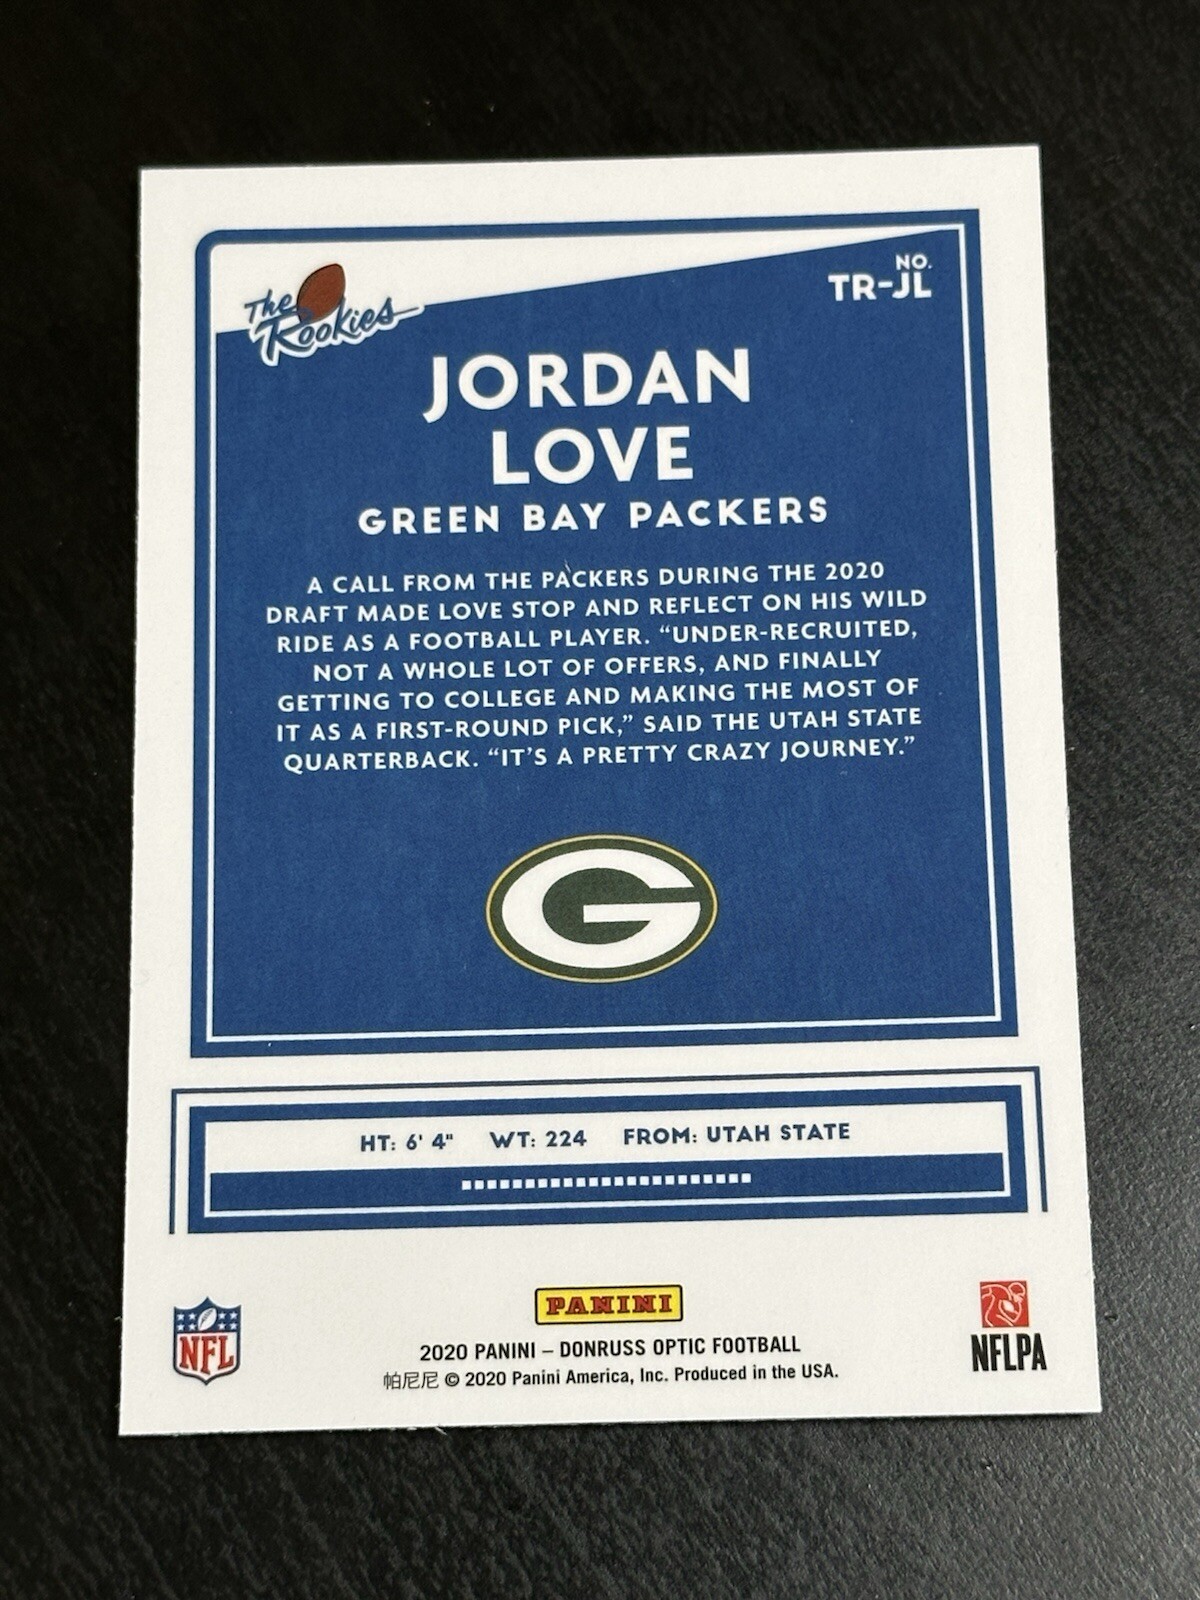 The
Rookies
NO.
TR-JL
JORDAN
LOVE
GREEN BAY PACKERS
A CALL FROM THE PACKERS DURING THE 2020
DRAFT MADE LOVE STOP AND REFLECT ON HIS WILD
RIDE AS A FOOTBALL PLAYER. “UNDER-RECRUITED,
NOT A WHOLE LOT OF OFFERS, AND FINALLY
GETTING TO COLLEGE AND MAKING THE MOST OF
IT AS A FIRST-ROUND PICK,” SAID THE UTAH STATE
QUARTERBACK. “IT’S A PRETTY CRAZY JOURNEY.”
G
HT: 6' 4" WT: 224 FROM: UTAH STATE
NFL
PANINI
NFLPA
2020 PANINI – DONRUSS OPTIC FOOTBALL
帕尼尼 © 2020 Panini America, Inc. Produced in the USA.